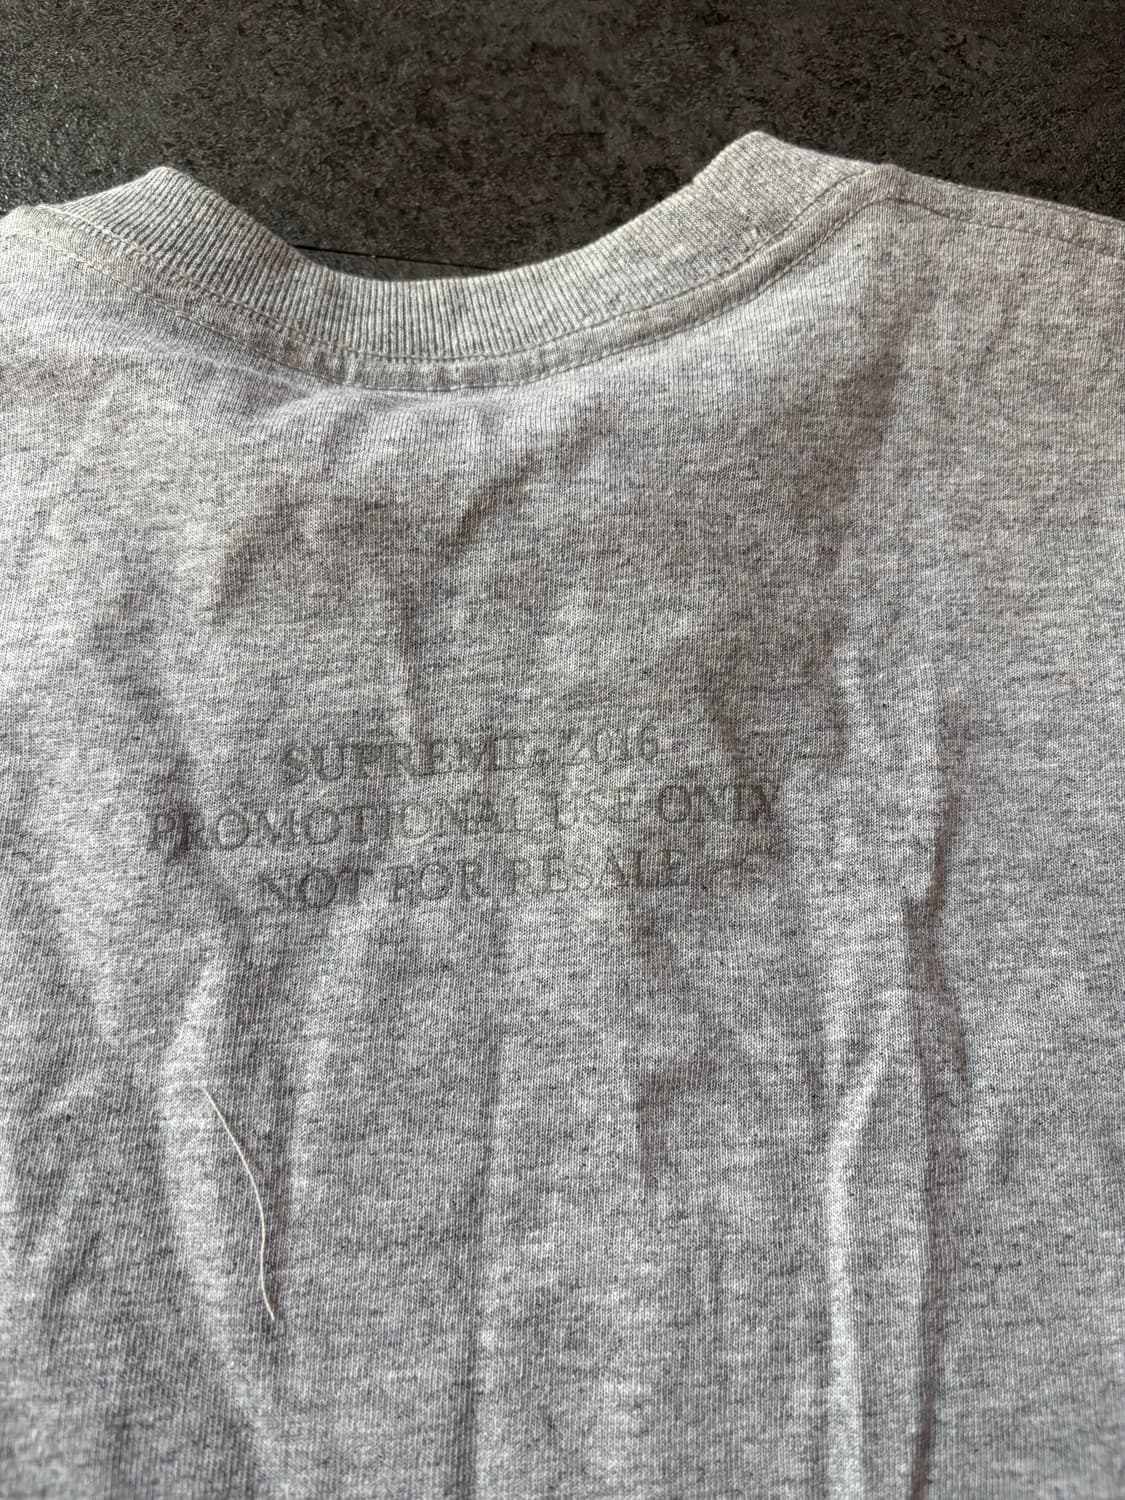 SUPREME. 2016
PROMOTIONAL USE ONLY
NOT FOR RESALE